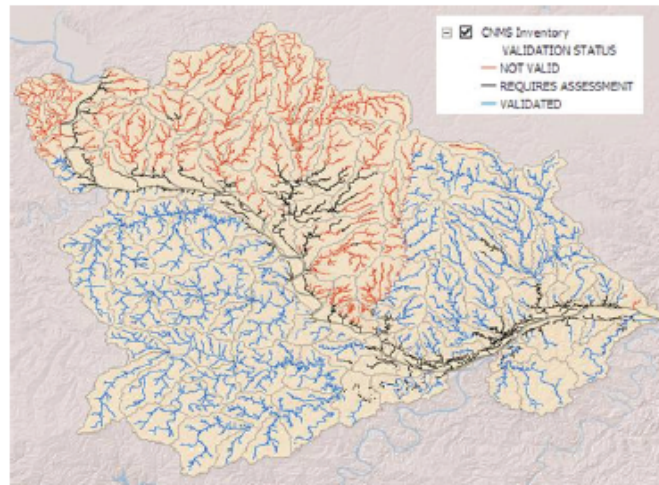 CNMS Inventory
VALIDATION STATUS
NOT VALID
REQUIRES ASSESSMENT
VALIDATED